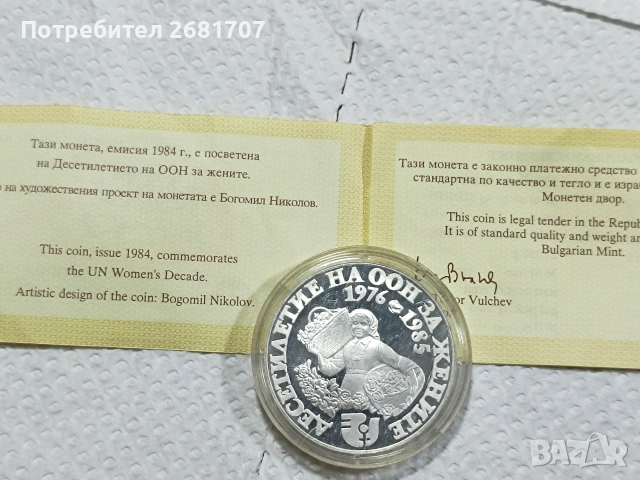 Потребител 2681707
Тази монета, емисия 1984 г., е посветена
на Десетилетието на ООН за жените.
на художествения проект на монетата е Богомил Николов.
This coin, issue 1984, commemorates
the UN Women's Decade.
Artistic design of the coin: Bogomil Nikolov.
Тази монета е законно платежно средство
стандартна по качество и тегло и е
Монетен двор.
This coin is legal tender in the
It is of standard quality and weight
Bulgarian Mint.
Vulchev
ДЕСЕТИЛЕТИЕ НА ООН ЗА ЖЕНИТЕ
1976 1985
BAZAR